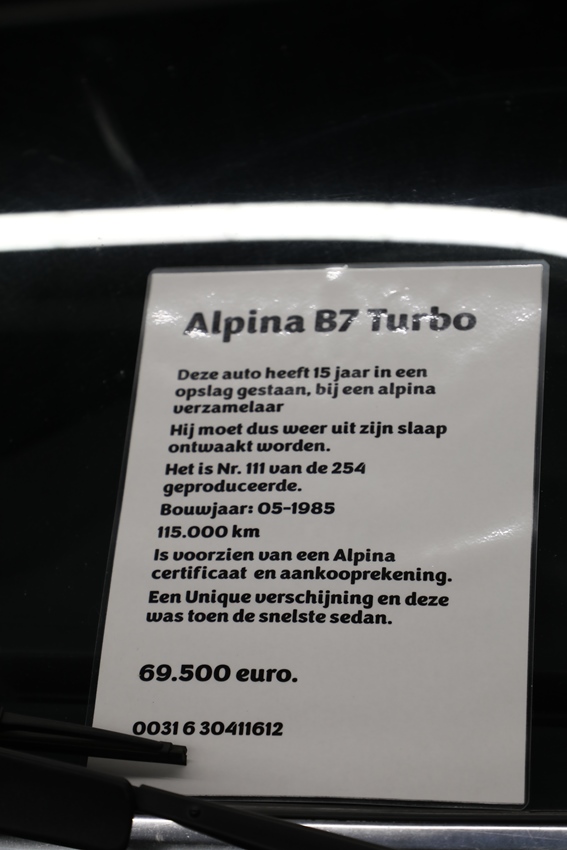 Alpina B7 Turbo
Deze auto heeft 15 jaar in een
opslag gestaan, bij een alpina
verzamelaar
Hij moet dus weer uit zijn slaap
ontwaakt worden.
Het is Nr. 111 van de 254
geproduceerde.
Bouwjaar: 05-1985
115.000 km
Is voorzien van een Alpina
certificaat en aankooprekening.
Een Unique verschijning en deze
was toen de snelste sedan.
69.500 euro.
0031 6 30411612